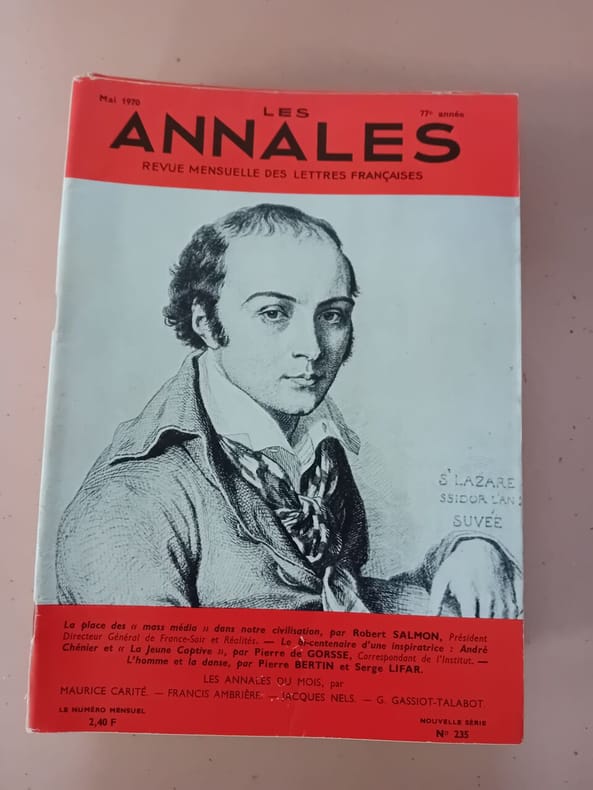 Mai 1970
77e année
LES
ANNALES
REVUE MENSUELLE DES LETTRES FRANÇAISES
St LAZARE
SSIDOR L'AN
SUVÉE
La place des « mass média » dans notre civilisation, par Robert SALMON, Président
Directeur Général de France-Soir et Réalités. — Le bi-centenaire d'une inspiratrice : André
Chénier et « La Jeune Captive », par Pierre de GORSSE, Correspondant de l'Institut. —
L'homme et la danse, par Pierre BERTIN et Serge LIFAR.
LES ANNALES DU MOIS, par
MAURICE CARITÉ. — FRANCIS AMBRIÈRE. — JACQUES NELS. — G. GASSIOT-TALABOT.
LE NUMÉRO MENSUEL
2,40 F
NOUVELLE SÉRIE
No 235